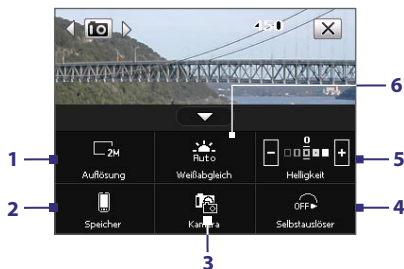 6
1
2M
Auflösung
Auto
Weißabgleich
0
- +
Helligkeit
5
2
Speicher
Kamera
OFF
Selbstauslöser
4
3